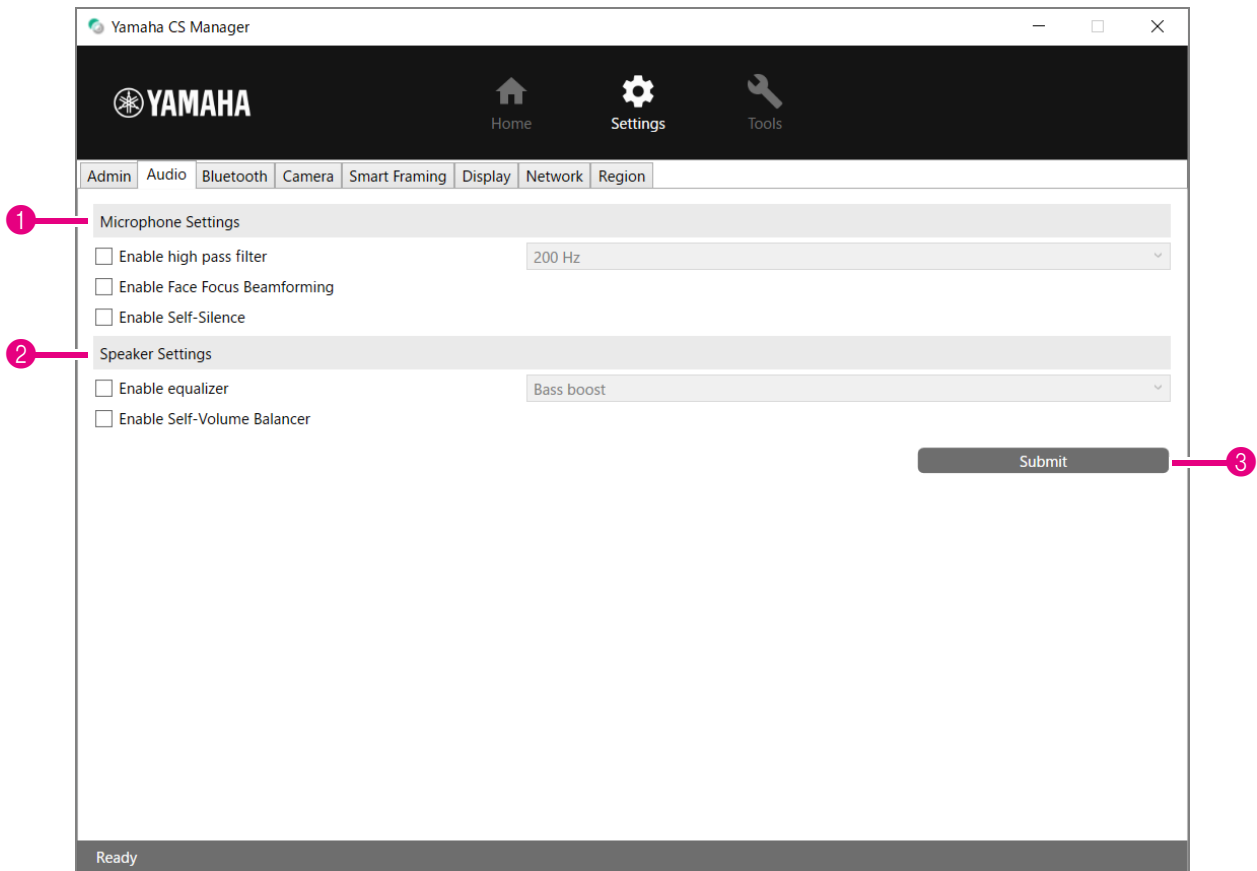 Yamaha CS Manager
YAMAHA
Home Settings Tools
Admin Audio Bluetooth Camera Smart Framing Display Network Region
1 Microphone Settings
Enable high pass filter 200 Hz
Enable Face Focus Beamforming
Enable Self-Silence
2 Speaker Settings
Enable equalizer Bass boost
Enable Self-Volume Balancer
Submit 3
Ready